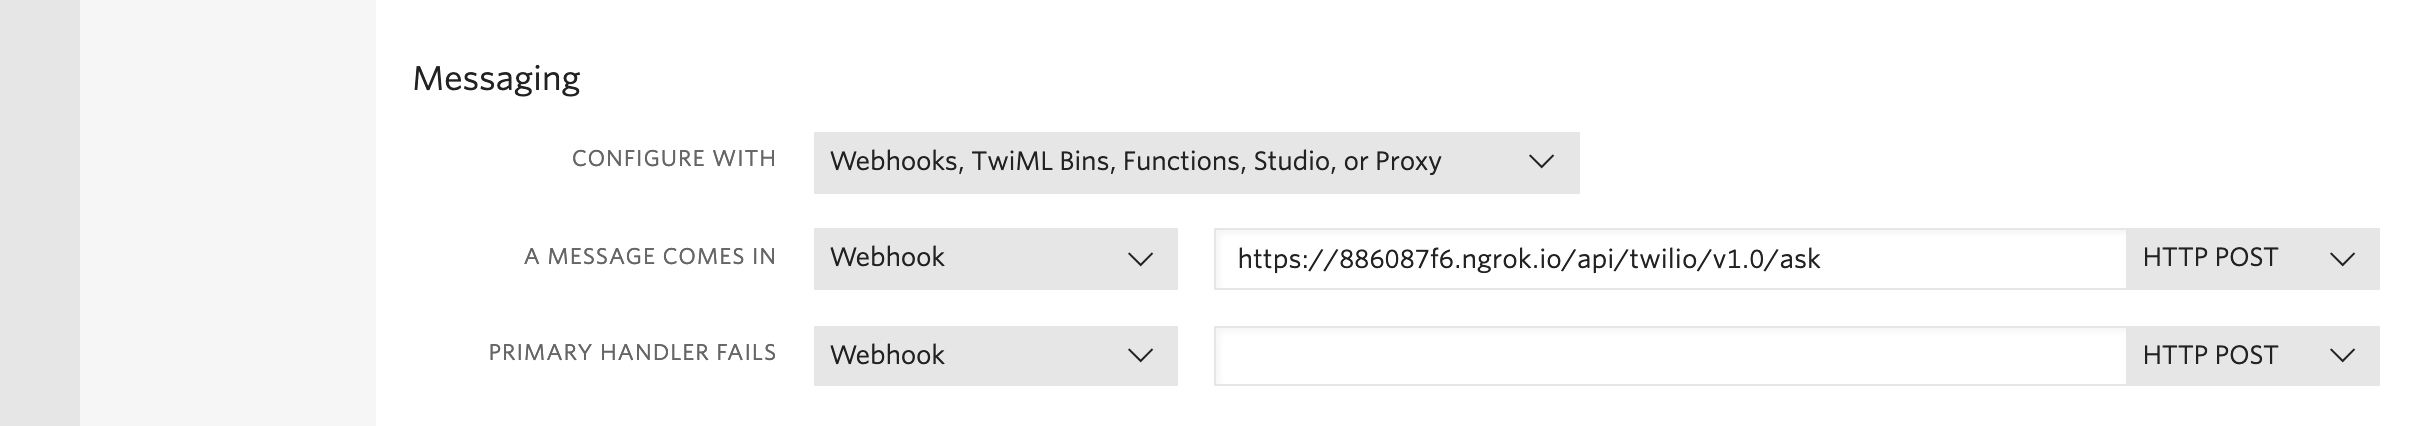 Messaging
CONFIGURE WITH Webhooks, TwiML Bins, Functions, Studio, or Proxy
A MESSAGE COMES IN Webhook https://886087f6.ngrok.io/api/twilio/v1.0/ask HTTP POST
PRIMARY HANDLER FAILS Webhook HTTP POST